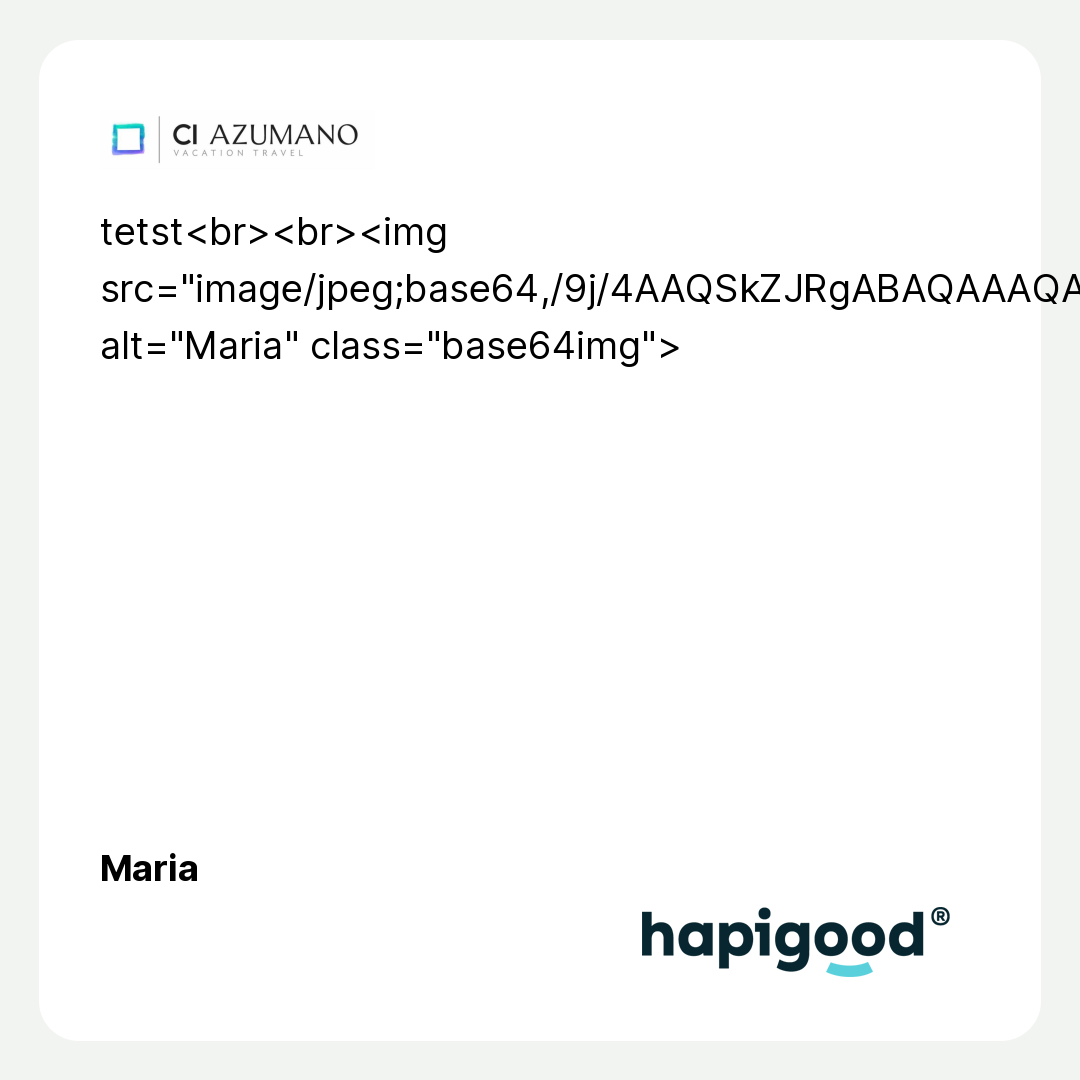 CI AZUMANO
VACATION TRAVEL
tetst<br><br><img
src="image/jpeg;base64,/9j/4AAQSkZJRgABAQAAAQA
alt="Maria" class="base64img">
Maria
hapigood®